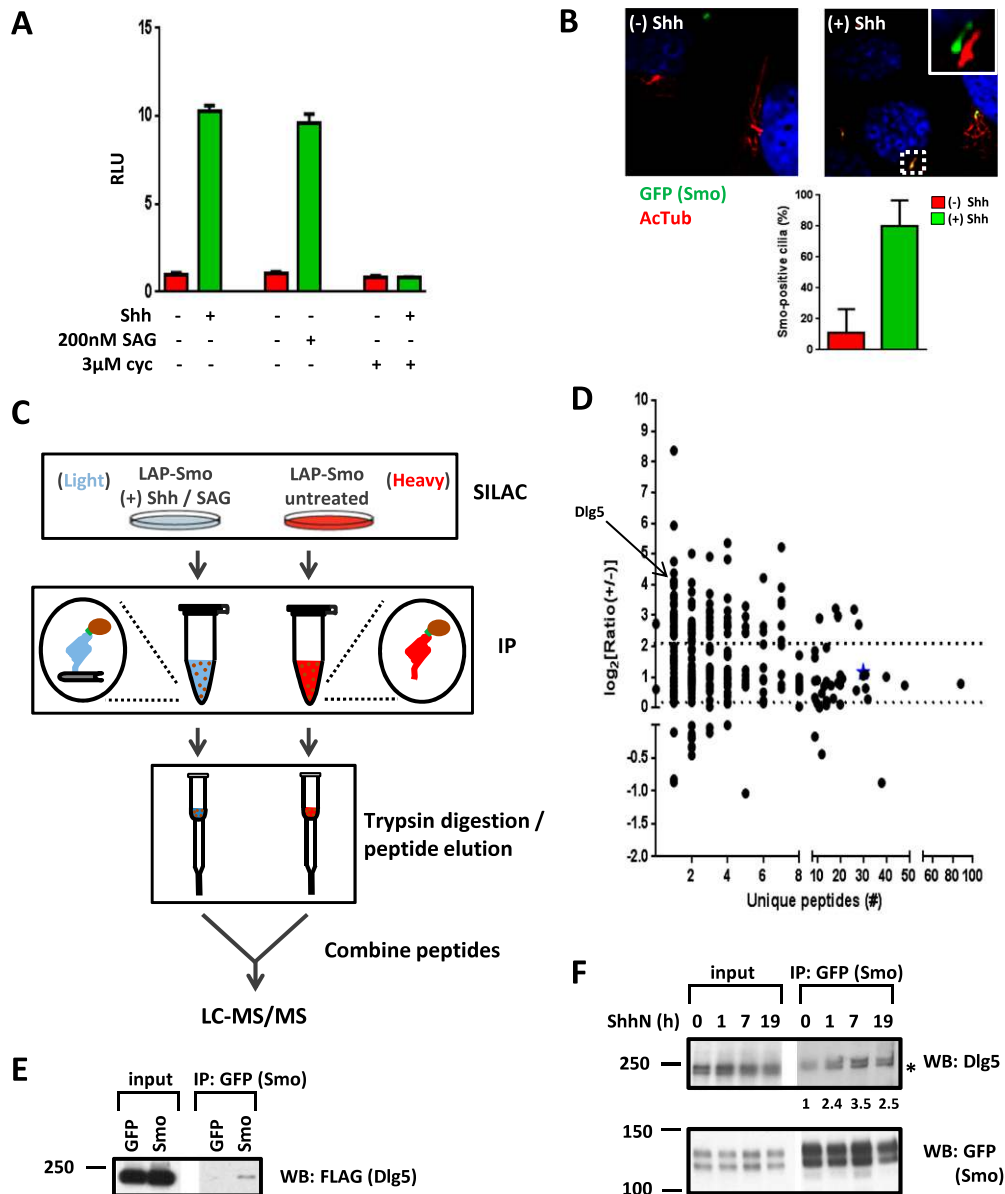 A
15
10
5
0
RLU
Shh - + - - - +
200nM SAG - - - + - -
3µM cyc - - - - + +
B
(-) Shh
(+) Shh
GFP (Smo)
AcTub
100
80
60
40
20
0
Smo-positive cilia (%)
(-) Shh
(+) Shh
C
(Light)
LAP-Smo
(+) Shh / SAG
LAP-Smo
untreated
(Heavy)
SILAC
IP
Trypsin digestion /
peptide elution
Combine peptides
LC-MS/MS
D
10
9
8
7
6
5
4
3
2
1
0
-0.5
-1.0
-1.5
-2.0
log2[Ratio(+/-)]
Dlg5
2 4 6 8 10 20 30 40 50 60 80 100
Unique peptides (#)
E
input IP: GFP (Smo)
GFP Smo GFP Smo
250
WB: FLAG (Dlg5)
F
input IP: GFP (Smo)
ShhN (h) 0 1 7 19 0 1 7 19
250
* WB: Dlg5
1 2.4 3.5 2.5
150
WB: GFP
(Smo)
100